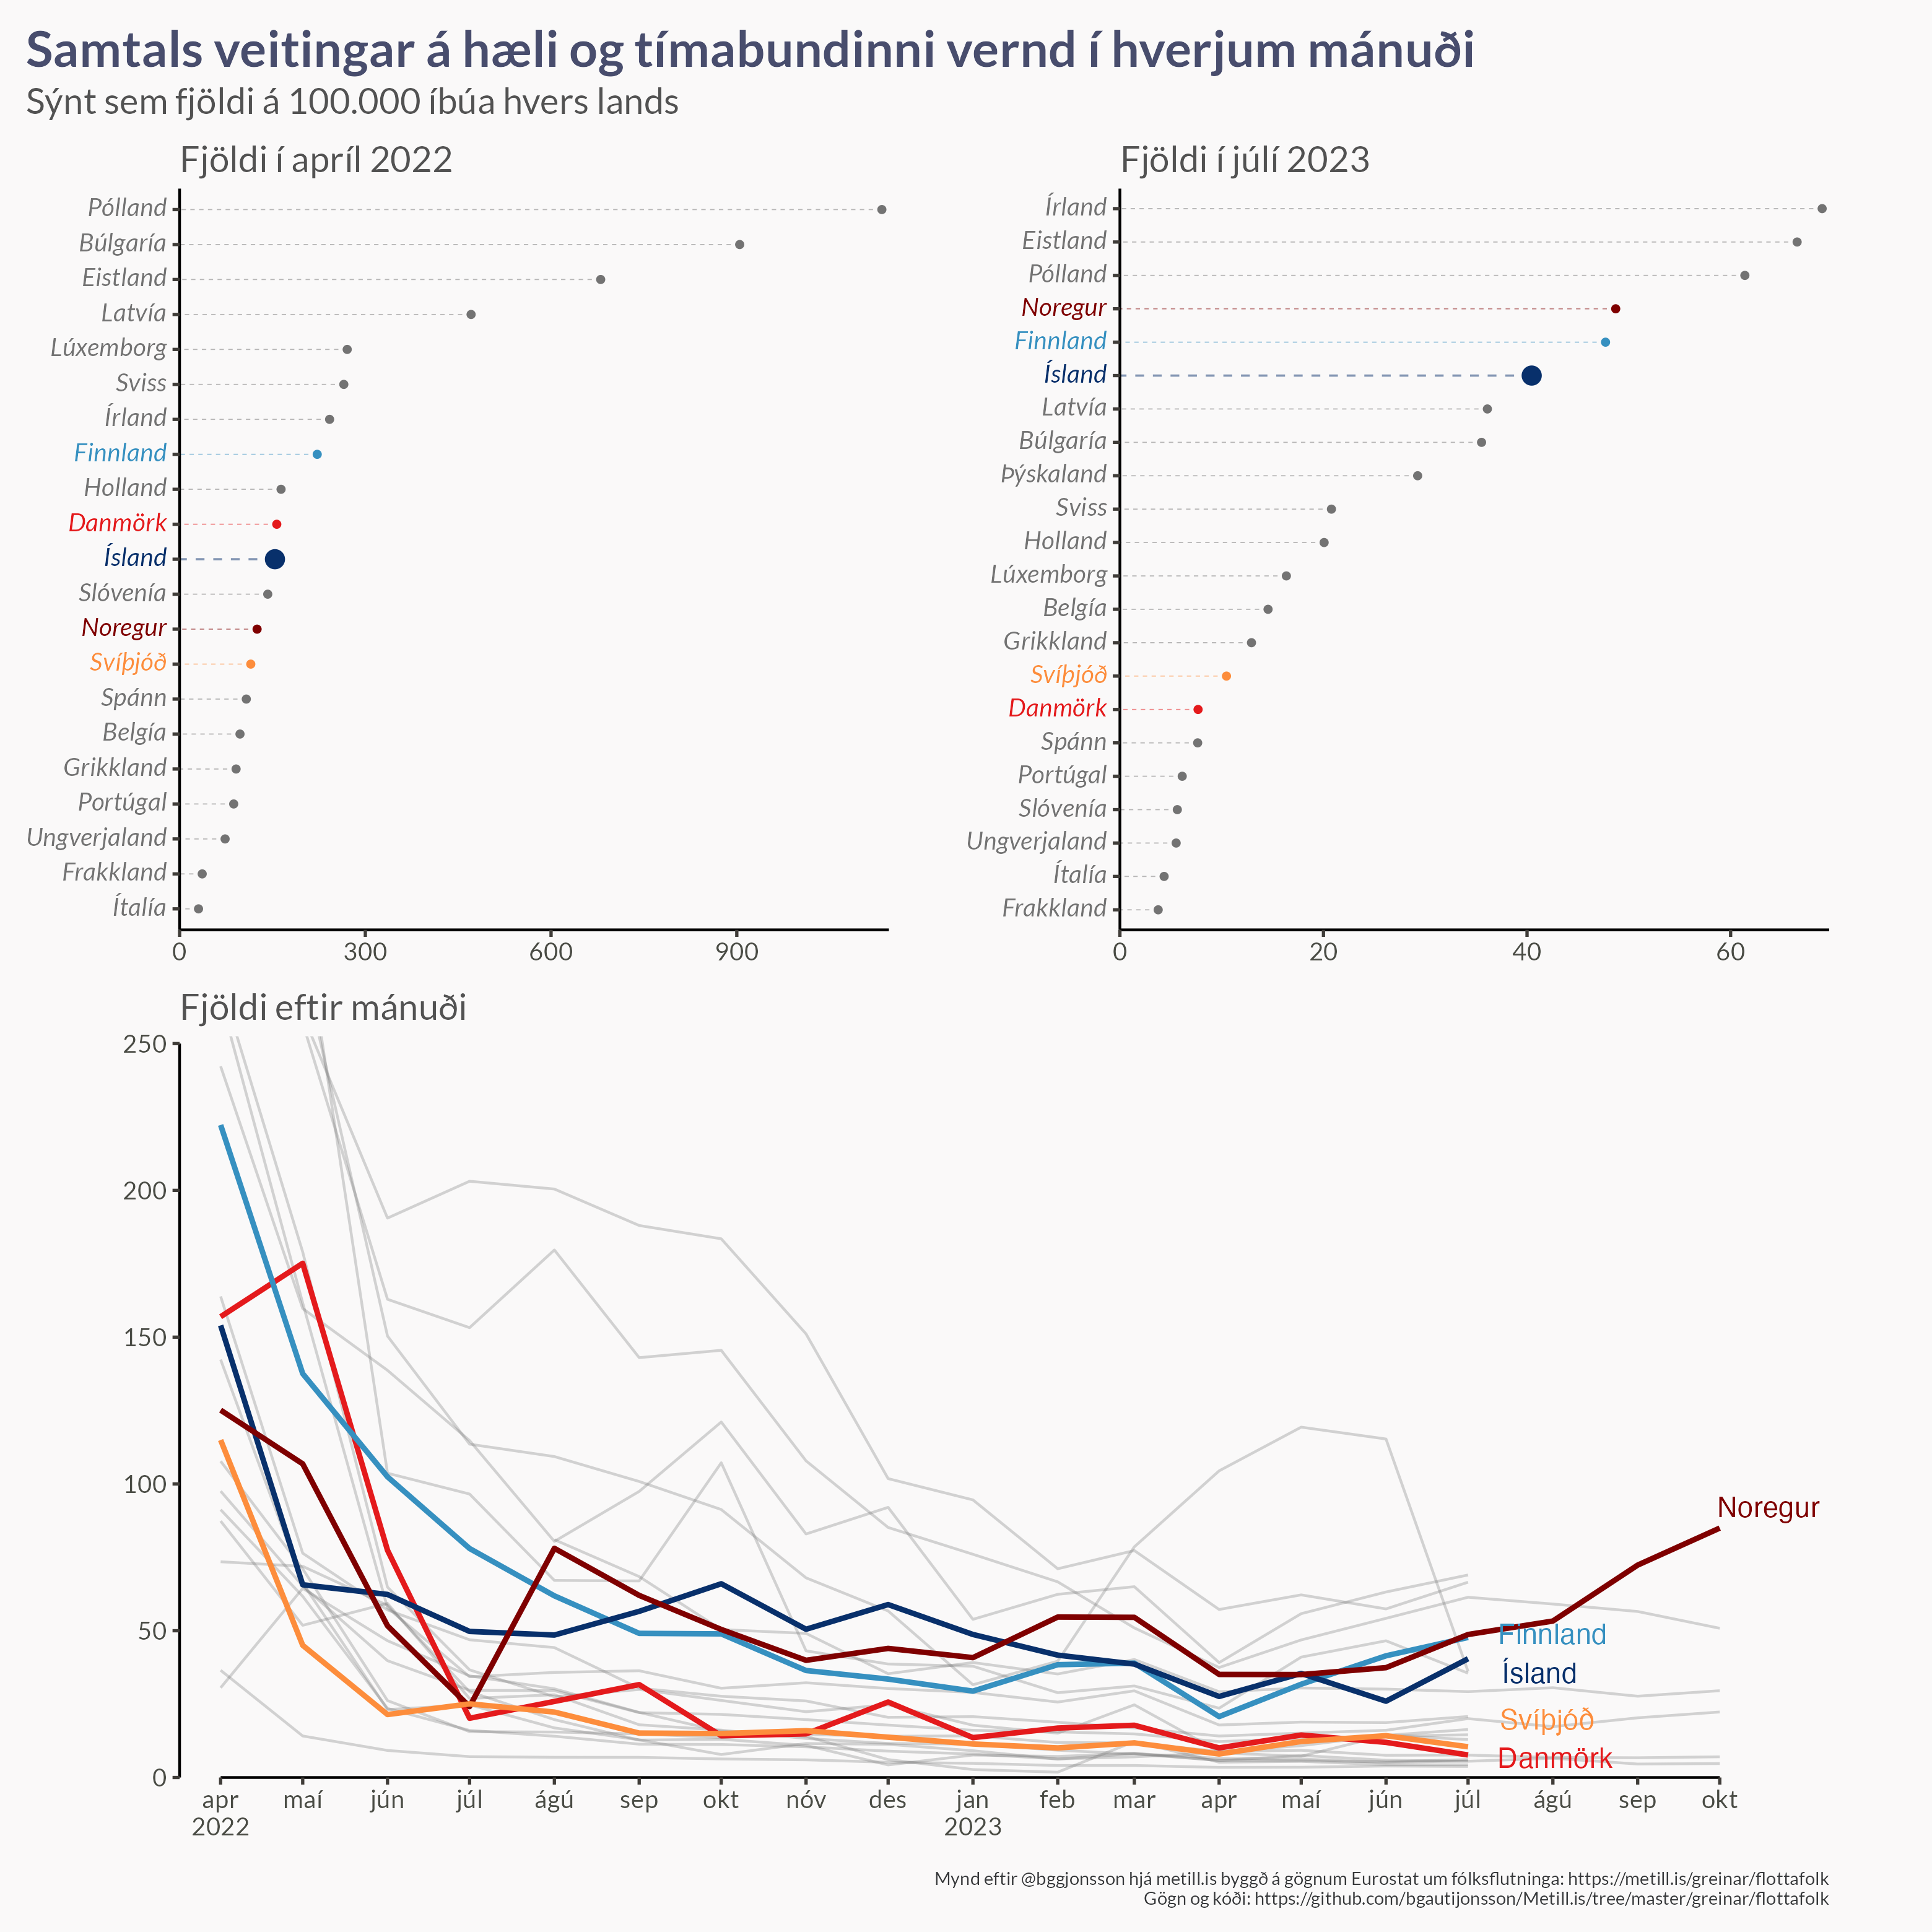 Samtals veitingar á hæli og tímabundinni vernd í hverjum mánuði
Sýnt sem fjöldi á 100.000 íbúa hvers lands
Fjöldi í apríl 2022
Pólland
Búlgaría
Eistland
Latvía
Lúxemborg
Sviss
Írland
Finnland
Holland
Danmörk
Ísland
Slóvenía
Noregur
Svíþjóð
Spánn
Belgía
Grikkland
Portúgal
Ungverjaland
Frakkland
Ítalía
0 300 600 900
Fjöldi í júlí 2023
Írland
Eistland
Pólland
Noregur
Finnland
Ísland
Latvía
Búlgaría
Þýskaland
Sviss
Holland
Lúxemborg
Belgía
Grikkland
Svíþjóð
Danmörk
Spánn
Portúgal
Slóvenía
Ungverjaland
Ítalía
Frakkland
0 20 40 60
Fjöldi eftir mánuði
250
200
150
100
50
0
Noregur
Finnland
Ísland
Svíþjóð
Danmörk
apr maí jún júl ágú sep okt nóv des jan feb mar apr maí jún júl ágú sep okt
2022 2023
Mynd eftir @bggjonsson hjá metill.is byggð á gögnum Eurostat um fólksflutninga: https://metill.is/greinar/flottafolk
Gögn og kóði: https://github.com/bgautijonsson/Metill.is/tree/master/greinar/flottafolk